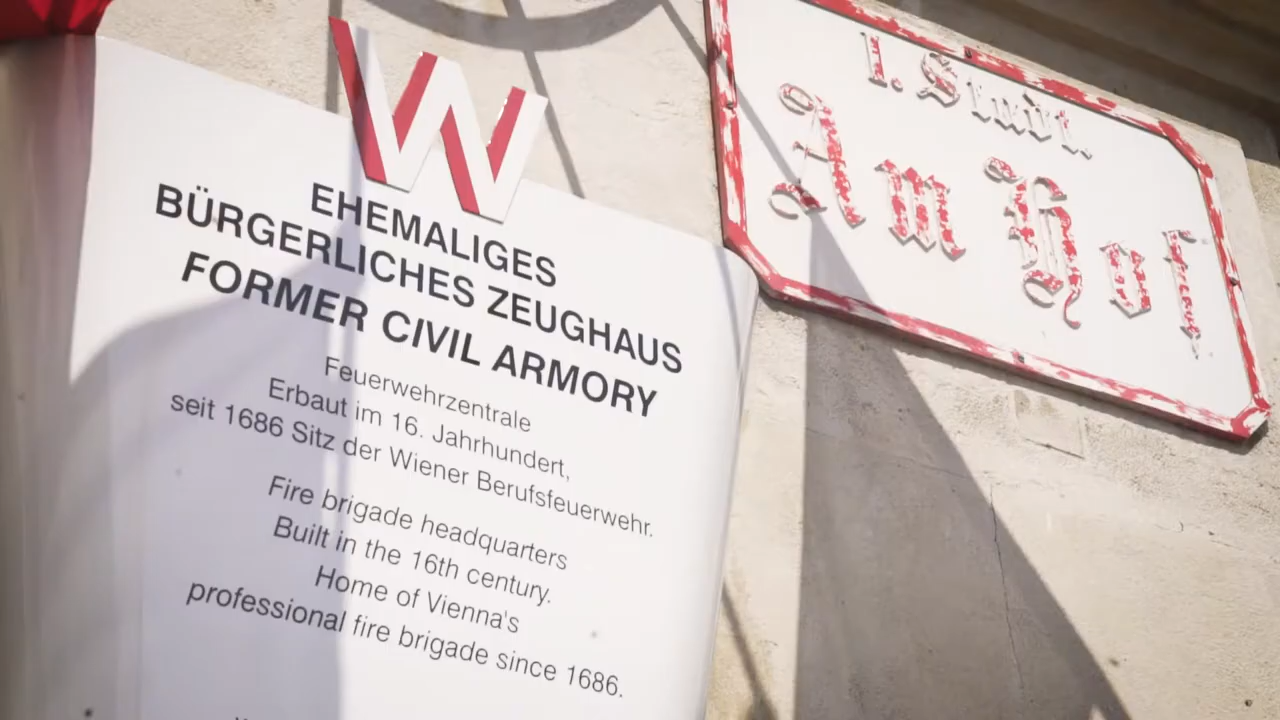 W
EHEMALIGES
BÜRGERLICHES ZEUGHAUS
FORMER CIVIL ARMORY
Feuerwehrzentrale
Erbaut im 16. Jahrhundert,
seit 1686 Sitz der Wiener Berufsfeuerwehr.
Fire brigade headquarters
Built in the 16th century.
Home of Vienna's
professional fire brigade since 1686.
I. Stadt.
Am Hof